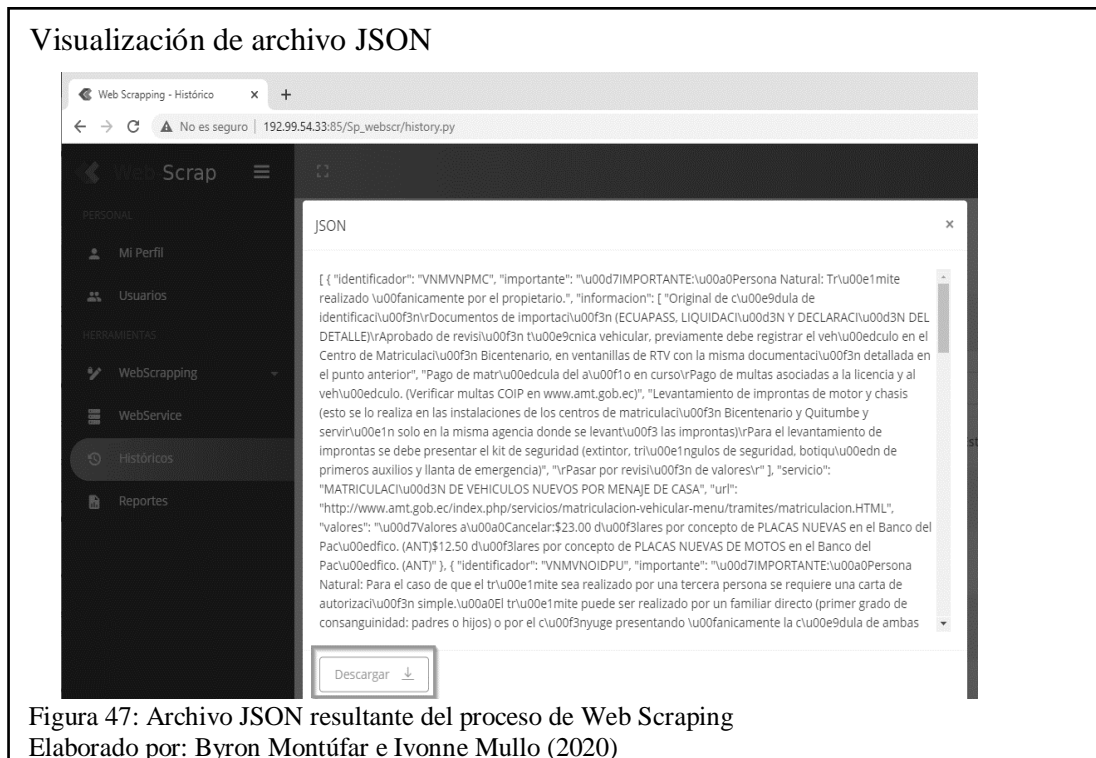 Visualización de archivo JSON
Web Scrapping - Histórico
No es seguro | 192.99.54.33:85/Sp_webscr/history.py
Web Scrap
PERSONAL
Mi Perfil
Usuarios
HERRAMIENTAS
WebScrapping
WebService
Históricos
Reportes
JSON
[ { "identificador": "VNMVNPMC", "importante": "\u00d7IMPORTANTE:\u00a0Persona Natural: Tr\u00e1mite
realizado \u00fanicamente por el propietario.", "informacion": [ "Original de c\u00e9dula de
identificaci\u00f3n\rDocumentos de importaci\u00f3n (ECUAPASS, LIQUIDACI\u00d3N Y DECLARACI\u00d3N DEL
DETALLE)\rAprobado de revisi\u00f3n t\u00e9cnica vehicular, previamente debe registrar el veh\u00edculo en el
Centro de Matriculaci\u00f3n Bicentenario, en ventanillas de RTV con la misma documentaci\u00f3n detallada en
el punto anterior", "Pago de matr\u00edcula del a\u00f1o en curso\rPago de multas asociadas a la licencia y al
veh\u00edculo. (Verificar multas COIP en www.amt.gob.ec)", "Levantamiento de improntas de motor y chasis
(esto se lo realiza en las instalaciones de los centros de matriculaci\u00f3n Bicentenario y Quitumbe y
servir\u00e1n solo en la misma agencia donde se levant\u00f3 las improntas)\rPara el levantamiento de
improntas se debe presentar el kit de seguridad (extintor, tri\u00e1ngulos de seguridad, botiqu\u00edn de
primeros auxilios y llanta de emergencia)", "\rPasar por revisi\u00f3n de valores\r" ], "servicio":
"MATRICULACI\u00d3N DE VEHICULOS NUEVOS POR MENAJE DE CASA", "url":
"http://www.amt.gob.ec/index.php/servicios/matriculacion-vehicular-menu/tramites/matriculacion.HTML",
"valores": "\u00d7Valores a\u00a0Cancelar:$23.00 d\u00f3lares por concepto de PLACAS NUEVAS en el Banco del
Pac\u00edfico. (ANT)$12.50 d\u00f3lares por concepto de PLACAS NUEVAS DE MOTOS en el Banco del
Pac\u00edfico. (ANT)" }, { "identificador": "VNMVNOIDPU", "importante": "\u00d7IMPORTANTE:\u00a0Persona
Natural: Para el caso de que el tr\u00e1mite sea realizado por una tercera persona se requiere una carta de
autorizaci\u00f3n simple.\u00a0El tr\u00e1mite puede ser realizado por un familiar directo (primer grado de
consanguinidad: padres o hijos) o por el c\u00f3nyuge presentando \u00fanicamente la c\u00e9dula de ambas
Descargar
Figura 47: Archivo JSON resultante del proceso de Web Scraping
Elaborado por: Byron Montúfar e Ivonne Mullo (2020)